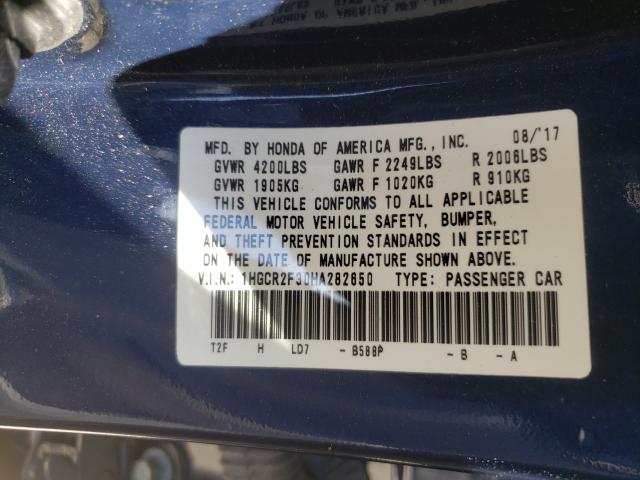 MFD. BY HONDA OF AMERICA MFG., INC. 08/'17
GVWR 4200LBS GAWR F 2249LBS R 2006LBS
GVWR 1905KG GAWR F 1020KG R 910KG
THIS VEHICLE CONFORMS TO ALL APPLICABLE
FEDERAL MOTOR VEHICLE SAFETY, BUMPER,
AND THEFT PREVENTION STANDARDS IN EFFECT
ON THE DATE OF MANUFACTURE SHOWN ABOVE.
V.I.N.: 1HGCR2F30HA282650 TYPE: PASSENGER CAR
T2F H LD7 - B588P - B - A